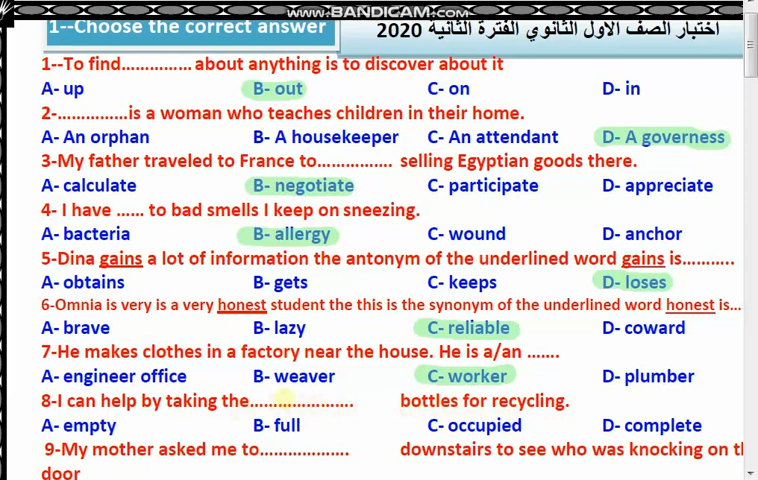 www.BANDICAM.com
1--Choose the correct answer
اختبار الصف الاول الثانوي الفترة الثانية 2020
1--To find.............. about anything is to discover about it
A- up B- out C- on D- in
2-..............is a woman who teaches children in their home.
A- An orphan B- A housekeeper C- An attendant D- A governess
3-My father traveled to France to............... selling Egyptian goods there.
A- calculate B- negotiate C- participate D- appreciate
4- I have ...... to bad smells I keep on sneezing.
A- bacteria B- allergy C- wound D- anchor
5-Dina gains a lot of information the antonym of the underlined word gains is...........
A- obtains B- gets C- keeps D- loses
6-Omnia is very is a very honest student the this is the synonym of the underlined word honest is...
A- brave B- lazy C- reliable D- coward
7-He makes clothes in a factory near the house. He is a/an .......
A- engineer office B- weaver C- worker D- plumber
8-I can help by taking the..................... bottles for recycling.
A- empty B- full C- occupied D- complete
9-My mother asked me to.................. downstairs to see who was knocking on
door